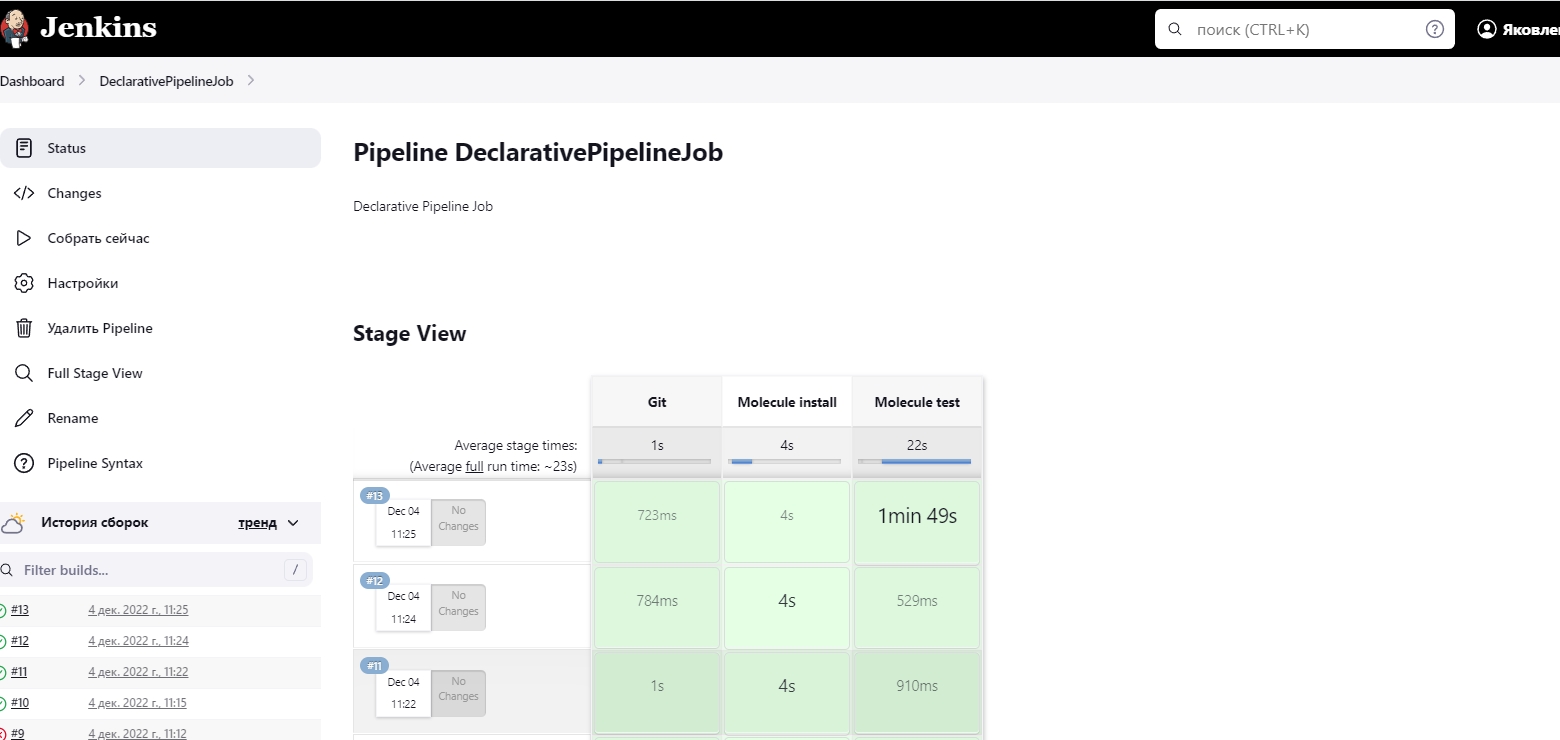 Jenkins
поиск (CTRL+K)
Dashboard
DeclarativePipelineJob
Status
Changes
Собрать сейчас
Настройки
Удалить Pipeline
Full Stage View
Rename
Pipeline Syntax
История сборок
тренд
Filter builds...
/
#13 4 дек. 2022 г., 11:25
#12 4 дек. 2022 г., 11:24
#11 4 дек. 2022 г., 11:22
#10 4 дек. 2022 г., 11:15
#9 4 дек. 2022 г., 11:12
Pipeline DeclarativePipelineJob
Declarative Pipeline Job
Stage View
Git Molecule install Molecule test
Average stage times: 1s 4s 22s
(Average full run time: ~23s)
#13
Dec 04 No
11:25 Changes
723ms 4s 1min 49s
#12
Dec 04 No
11:24 Changes
784ms 4s 529ms
#11
Dec 04 No
11:22 Changes
1s 4s 910ms